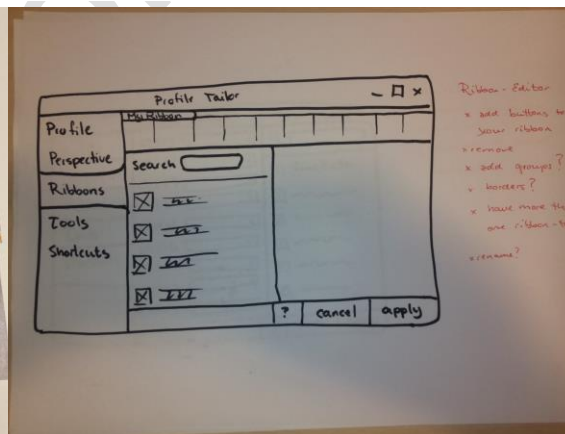 Profile Tailor
My Ribbon
Profile
Perspective
Ribbons
Tools
Shortcuts
Search
?
cancel
apply
Ribbon-Editor
x add buttons to
your ribbon
x remove
x add groups?
x borders?
x have more tha
one ribbon-t
x rename?